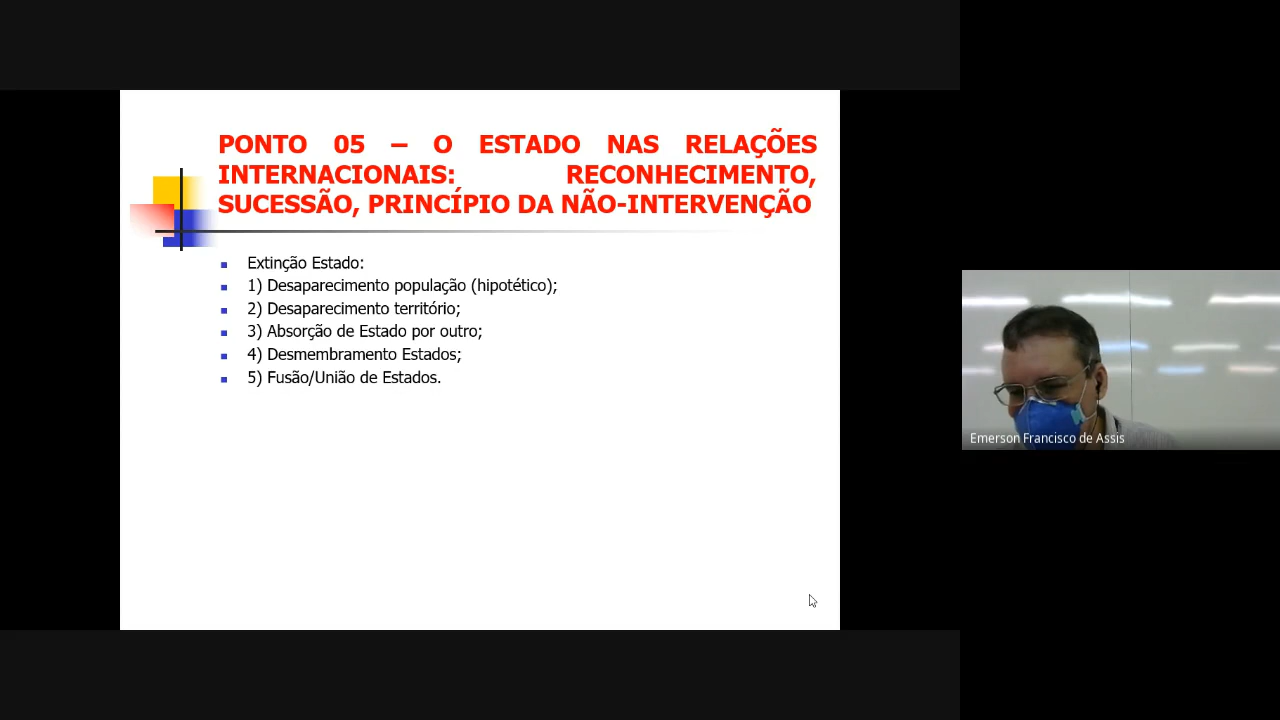 PONTO 05 – O ESTADO NAS RELAÇÕES
INTERNACIONAIS: RECONHECIMENTO,
SUCESSÃO, PRINCÍPIO DA NÃO-INTERVENÇÃO
Extinção Estado:
1) Desaparecimento população (hipotético);
2) Desaparecimento território;
3) Absorção de Estado por outro;
4) Desmembramento Estados;
5) Fusão/União de Estados.
Emerson Francisco de Assis